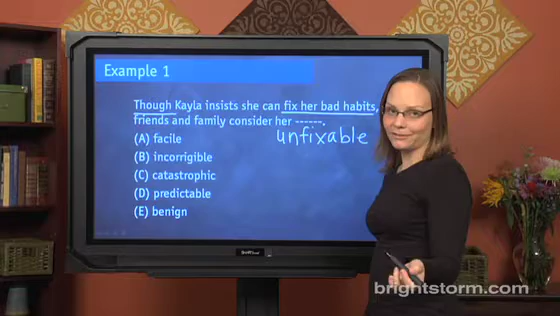 Example 1
Though Kayla insists she can fix her bad habits,
friends and family consider her ------.
unfixable
(A) facile
(B) incorrigible
(C) catastrophic
(D) predictable
(E) benign
brightstorm.com